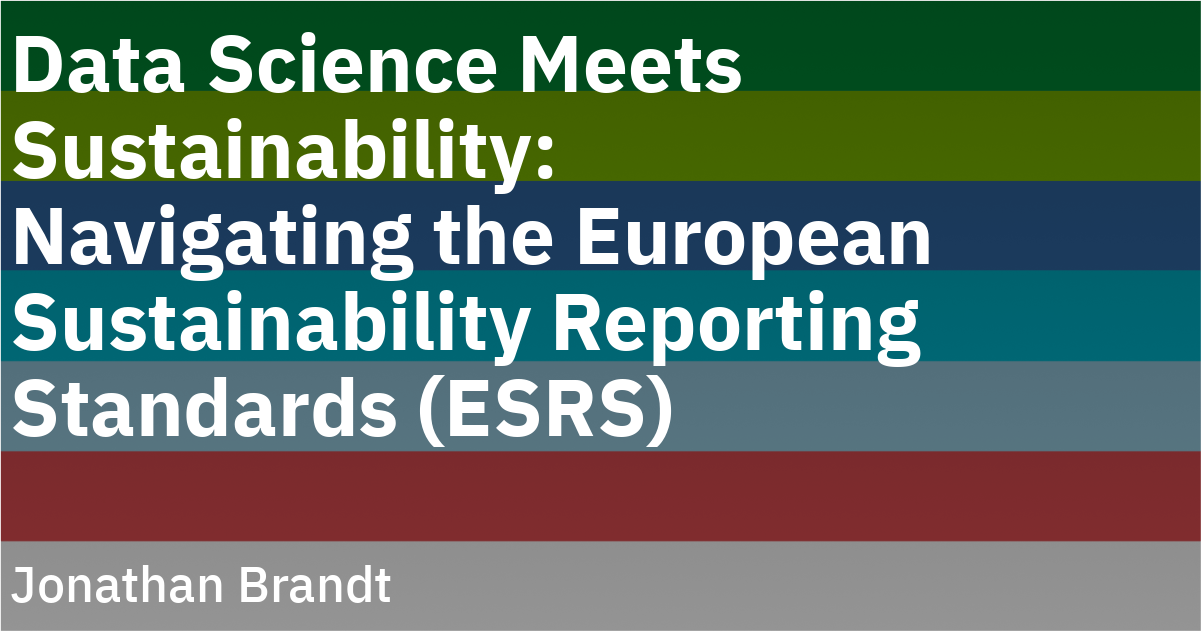 Data Science Meets
Sustainability:
Navigating the European
Sustainability Reporting
Standards (ESRS)
Jonathan Brandt